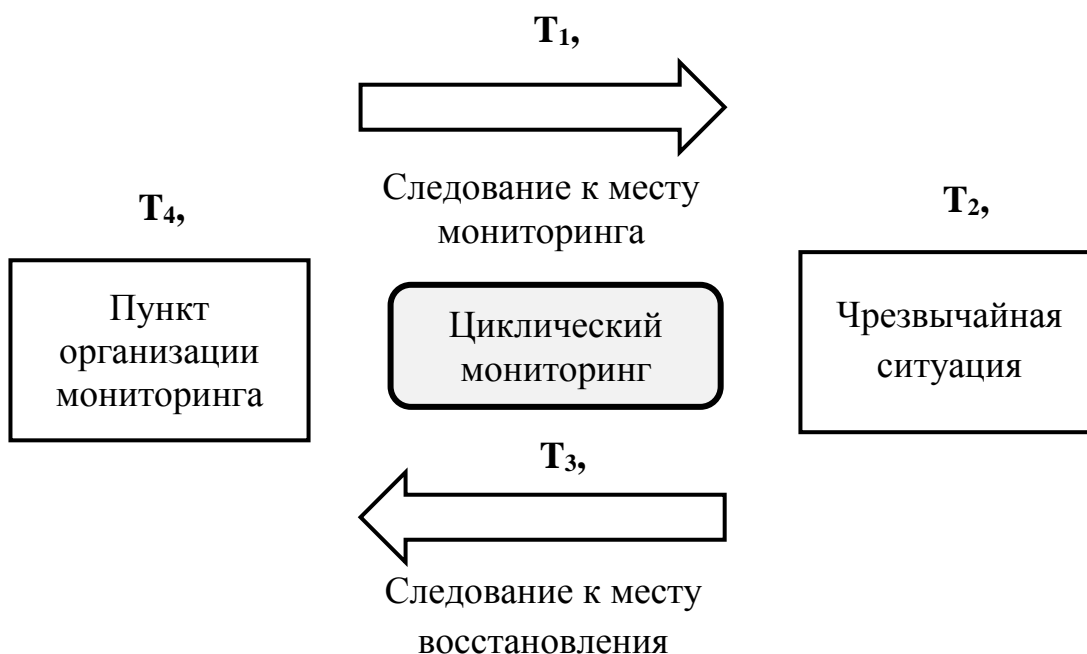 T₁,
Следование к месту
мониторинга
T₄,
T₂,
Пункт
организации
мониторинга
Циклический
мониторинг
Чрезвычайная
ситуация
T₃,
Следование к месту
восстановления